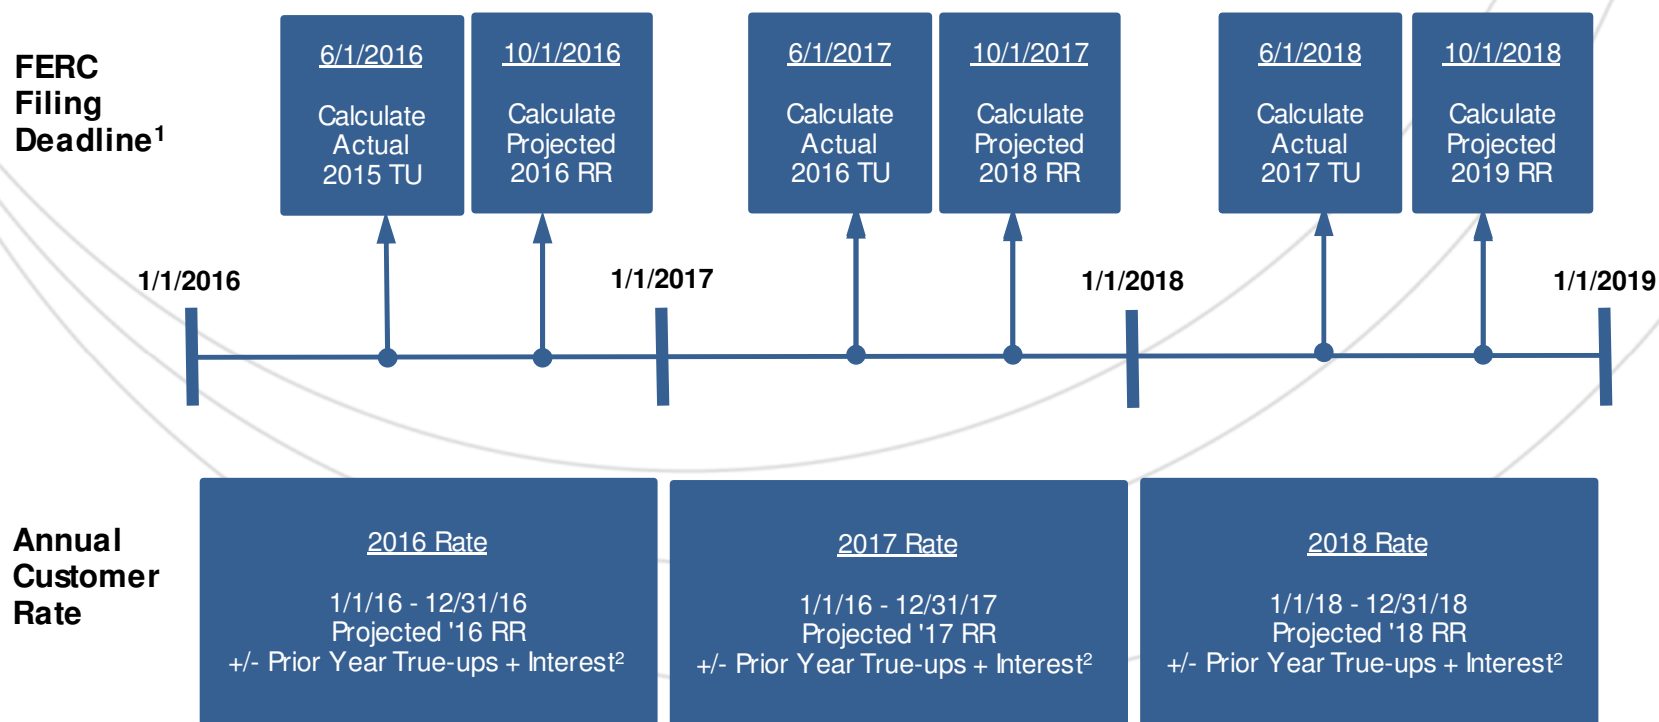 FERC
Filing
Deadline¹
6/1/2016
Calculate
Actual
2015 TU
10/1/2016
Calculate
Projected
2016 RR
6/1/2017
Calculate
Actual
2016 TU
10/1/2017
Calculate
Projected
2018 RR
6/1/2018
Calculate
Actual
2017 TU
10/1/2018
Calculate
Projected
2019 RR
1/1/2016
1/1/2017
1/1/2018
1/1/2019
Annual
Customer
Rate
2016 Rate
1/1/16 - 12/31/16
Projected '16 RR
+/- Prior Year True-ups + Interest²
2017 Rate
1/1/16 - 12/31/17
Projected '17 RR
+/- Prior Year True-ups + Interest²
2018 Rate
1/1/18 - 12/31/18
Projected '18 RR
+/- Prior Year True-ups + Interest²